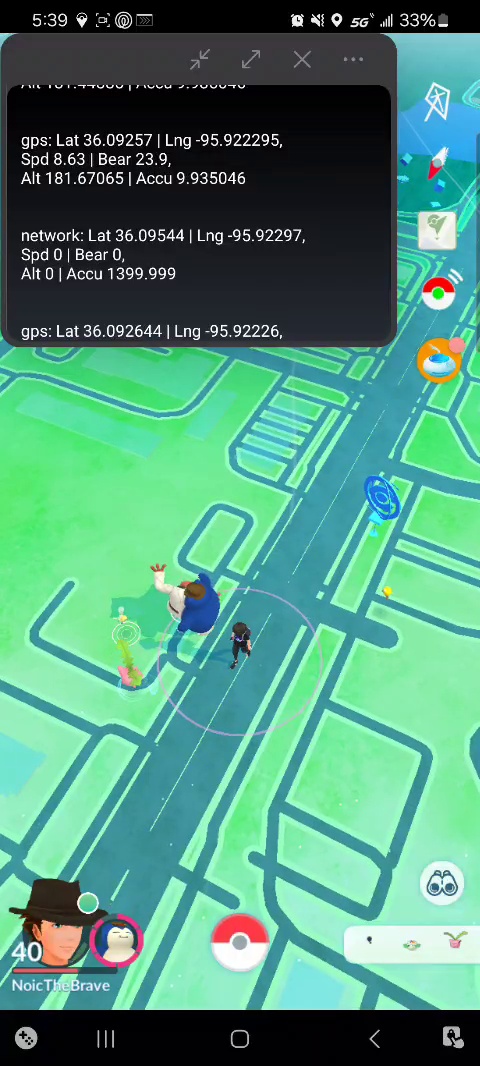 5:39
5G
33%
gps: Lat 36.09257 | Lng -95.922295,
Spd 8.63 | Bear 23.9,
Alt 181.67065 | Accu 9.935046
network: Lat 36.09544 | Lng -95.92297,
Spd 0 | Bear 0,
Alt 0 | Accu 1399.999
gps: Lat 36.092644 | Lng -95.92226,
40
NoicTheBrave